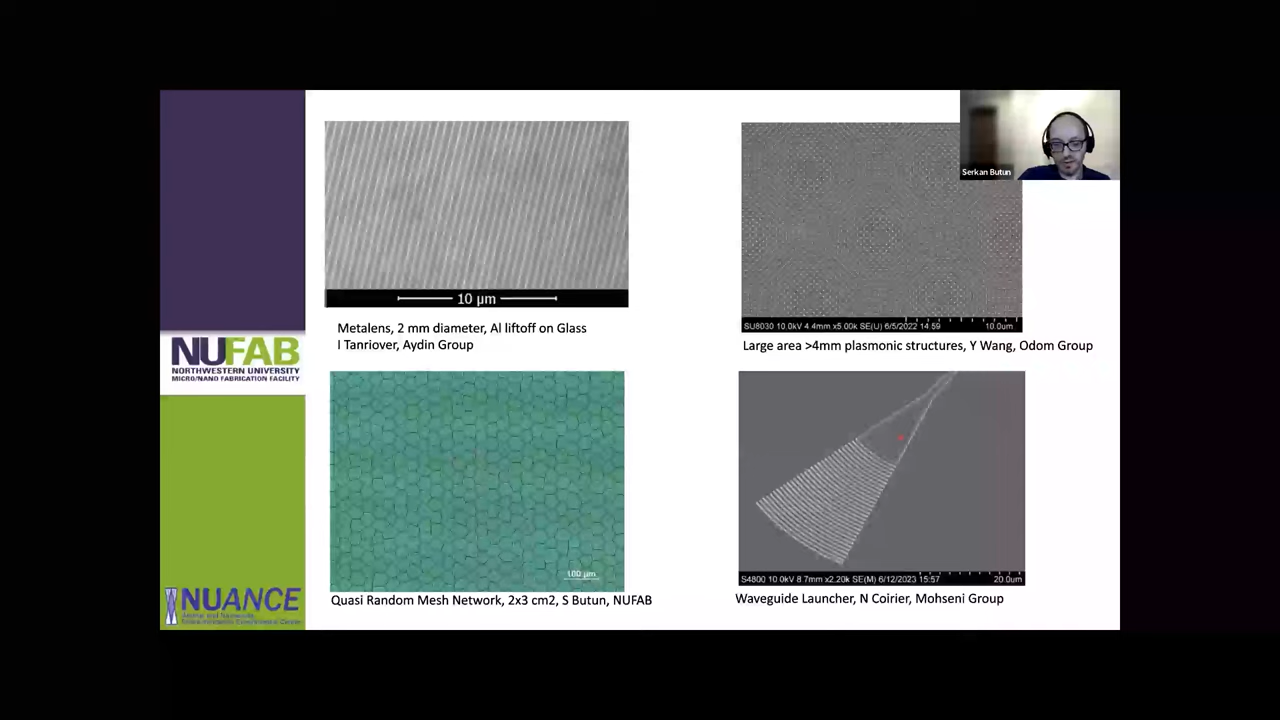 Serkan Butun
10 µm
SU8030 10.0kV 4.4mm x5.00k SE(U) 6/5/2022 14:59
10.0um
Metalens, 2 mm diameter, Al liftoff on Glass
I Tanriover, Aydin Group
Large area >4mm plasmonic structures, Y Wang, Odom Group
NUFAB
NORTHWESTERN UNIVERSITY
MICRO/NANO FABRICATION FACILITY
100 µm
S4800 10.0kV 8.7mm x2.20k SE(M) 6/12/2023 15:57
20.0um
Quasi Random Mesh Network, 2x3 cm2, S Butun, NUFAB
Waveguide Launcher, N Coirier, Mohseni Group
NUANCE